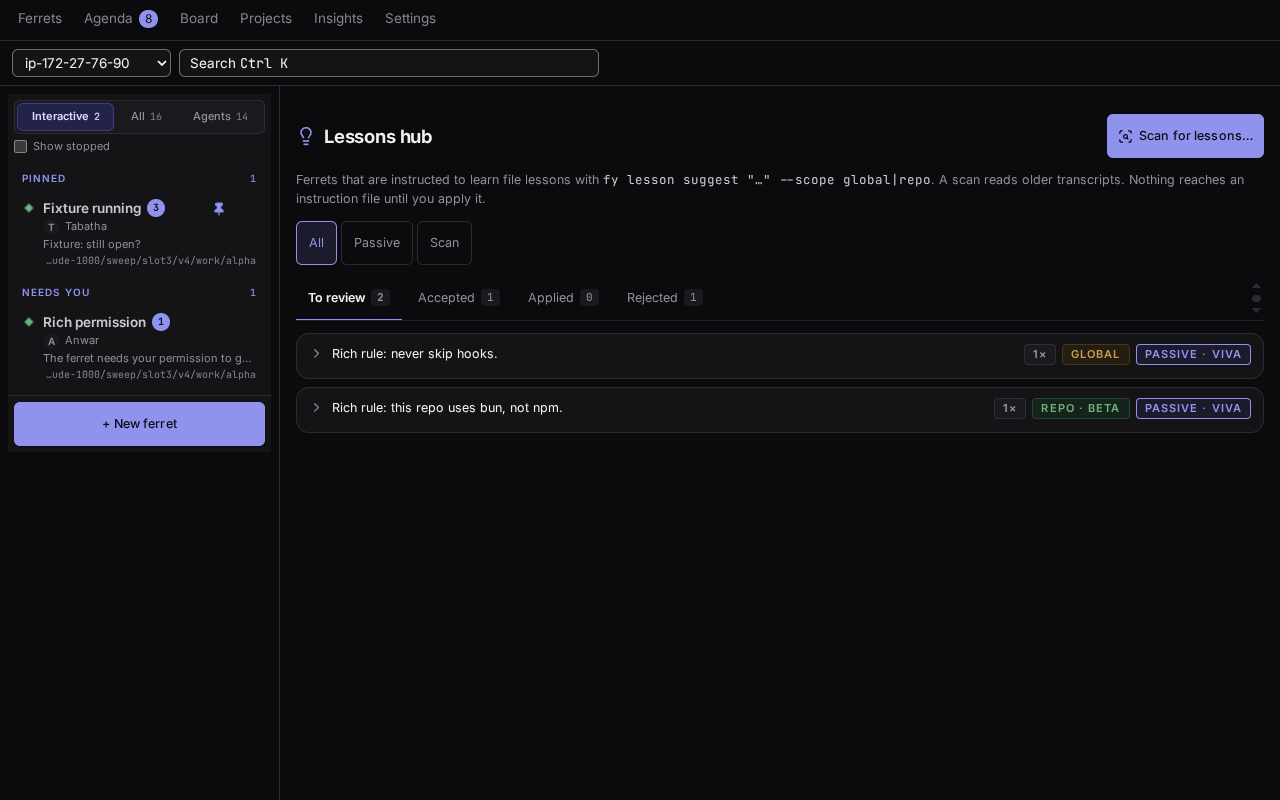 Ferrets Agenda 8 Board Projects Insights Settings
ip-172-27-76-90 Search Ctrl K
Interactive 2 All 16 Agents 14
Show stopped
PINNED 1
Fixture running 3
T Tabatha
Fixture: still open?
…ude-1000/sweep/slot3/v4/work/alpha
NEEDS YOU 1
Rich permission 1
A Anwar
The ferret needs your permission to g…
…ude-1000/sweep/slot3/v4/work/alpha
+ New ferret
Lessons hub
Scan for lessons…
Ferrets that are instructed to learn file lessons with fy lesson suggest "…" --scope global|repo. A scan reads older transcripts. Nothing reaches an
instruction file until you apply it.
All Passive Scan
To review 2 Accepted 1 Applied 0 Rejected 1
Rich rule: never skip hooks. 1× GLOBAL PASSIVE · VIVA
Rich rule: this repo uses bun, not npm. 1× REPO · BETA PASSIVE · VIVA